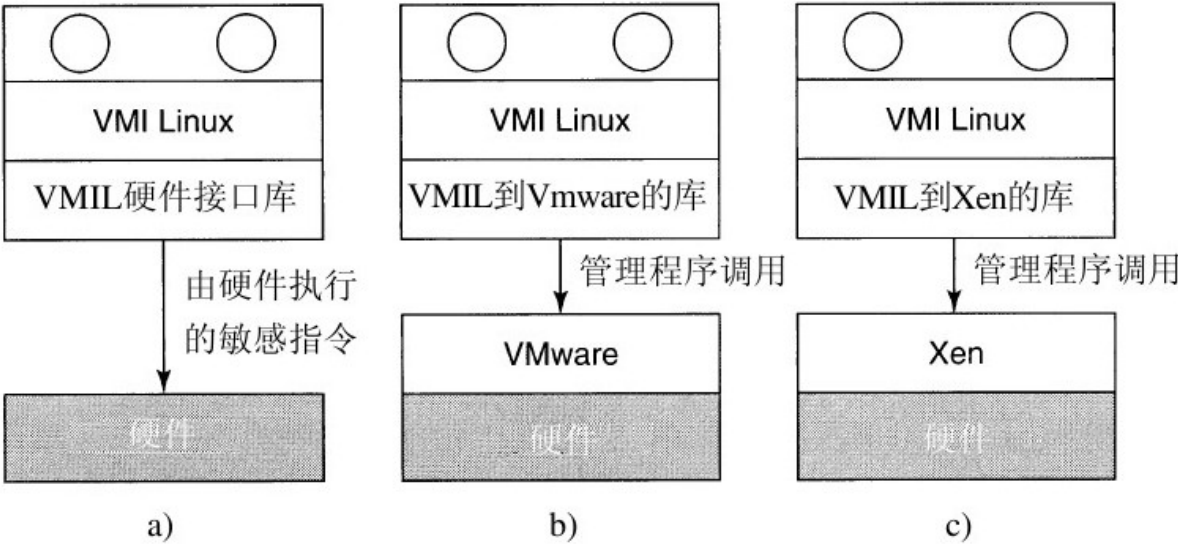 VMI Linux
VMIL硬件接口库
由硬件执行
的敏感指令
硬件
a)
VMI Linux
VMIL到Vmware的库
管理程序调用
VMware
硬件
b)
VMI Linux
VMIL到Xen的库
管理程序调用
Xen
硬件
c)